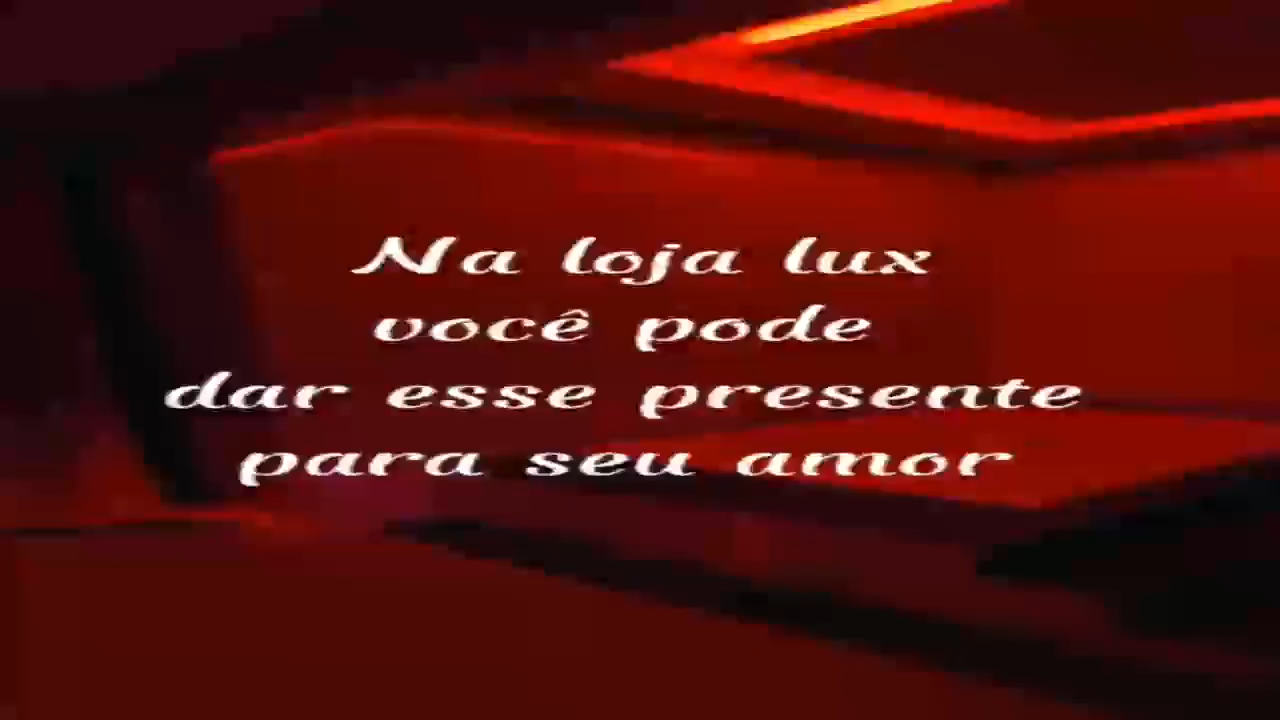 Na loja lux
você pode
dar esse presente
para seu amor